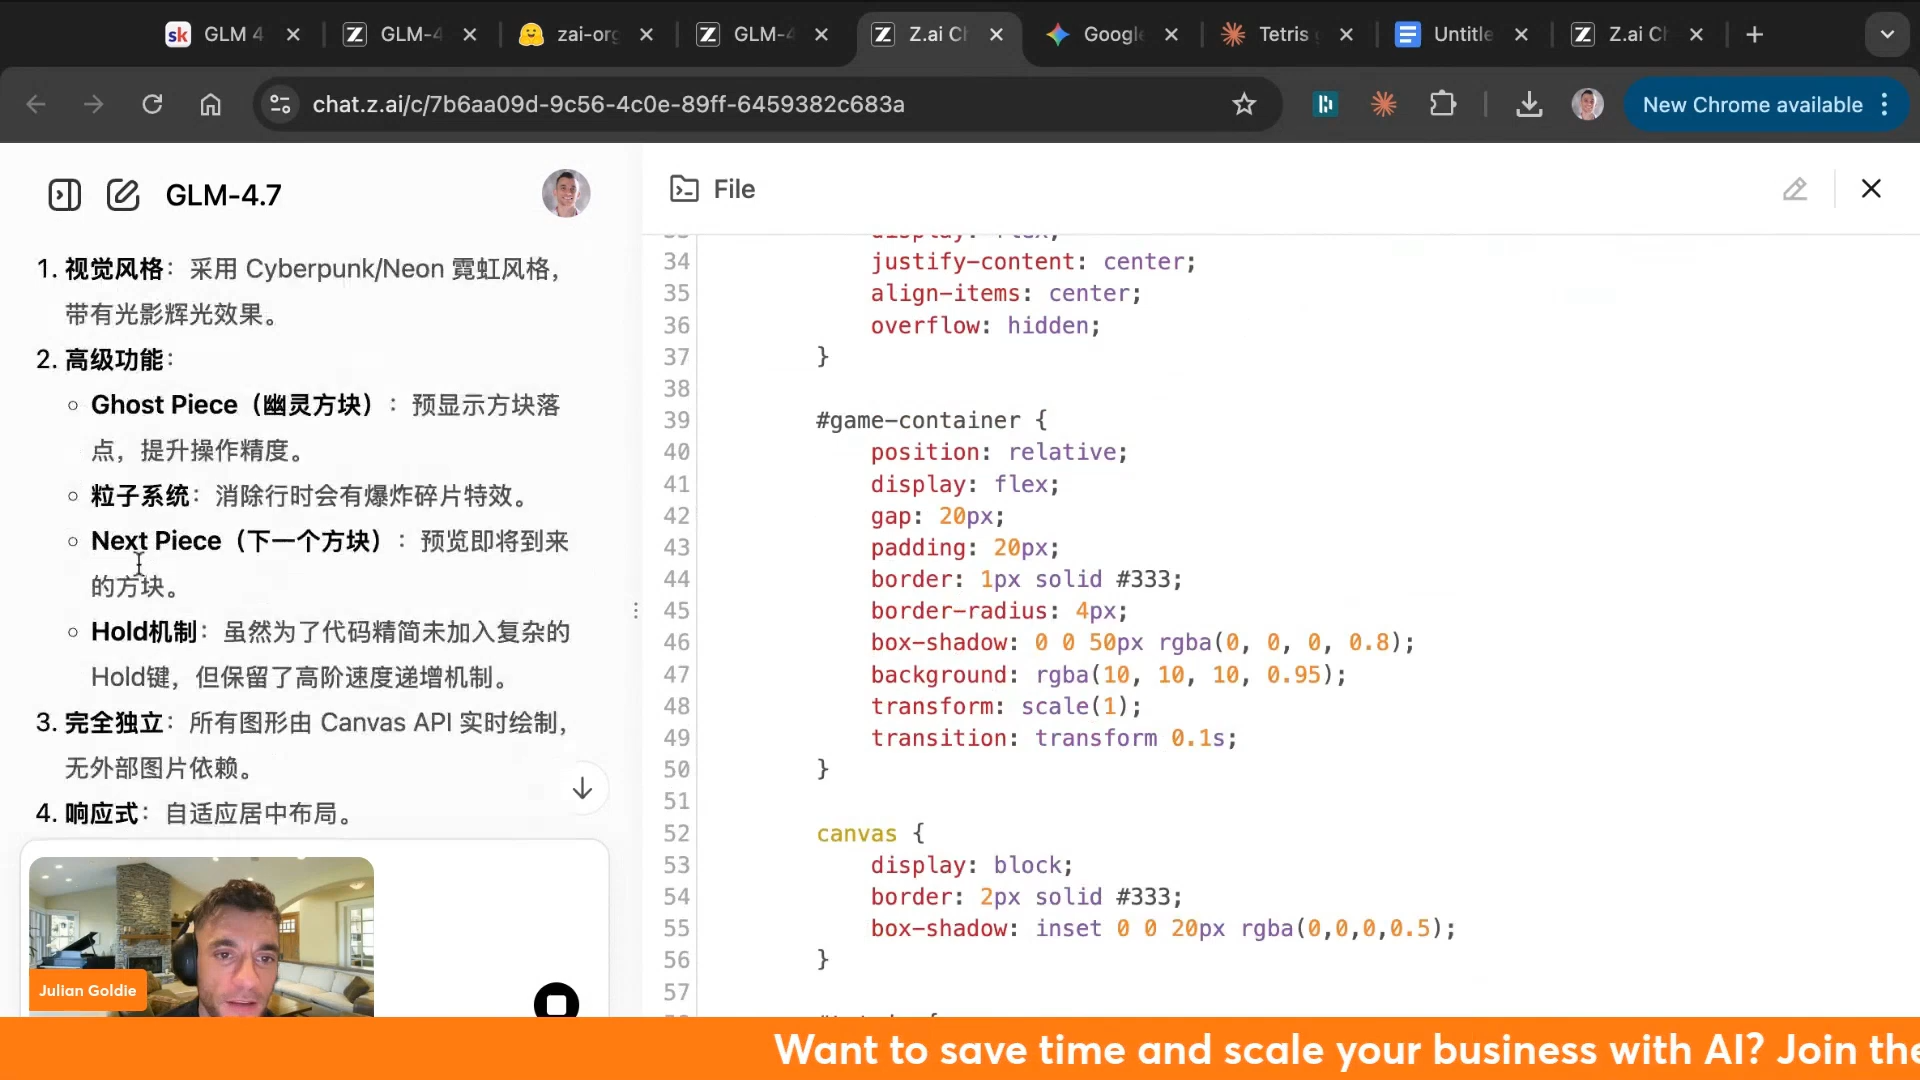 GLM 4
GLM-4
zai-org
GLM-4
Z.ai Ch
Google
Tetris
Untitle
Z.ai Ch
chat.z.ai/c/7b6aa09d-9c56-4c0e-89ff-6459382c683a
New Chrome available
GLM-4.7
1. 视觉风格：采用 Cyberpunk/Neon 霓虹风格，
带有光影辉光效果。
2. 高级功能：
Ghost Piece（幽灵方块）：预显示方块落
点，提升操作精度。
粒子系统：消除行时会有爆炸碎片特效。
Next Piece（下一个方块）：预览即将到来
的方块。
Hold机制：虽然为了代码精简未加入复杂的
Hold键，但保留了高阶速度递增机制。
3. 完全独立：所有图形由 Canvas API 实时绘制，
无外部图片依赖。
4. 响应式：自适应居中布局。
Julian Goldie
File
34 justify-content: center;
35 align-items: center;
36 overflow: hidden;
37 }
38
39 #game-container {
40 position: relative;
41 display: flex;
42 gap: 20px;
43 padding: 20px;
44 border: 1px solid #333;
45 border-radius: 4px;
46 box-shadow: 0 0 50px rgba(0, 0, 0, 0.8);
47 background: rgba(10, 10, 10, 0.95);
48 transform: scale(1);
49 transition: transform 0.1s;
50 }
51
52 canvas {
53 display: block;
54 border: 2px solid #333;
55 box-shadow: inset 0 0 20px rgba(0,0,0,0.5);
56 }
57
Want to save time and scale your business with AI? Join the